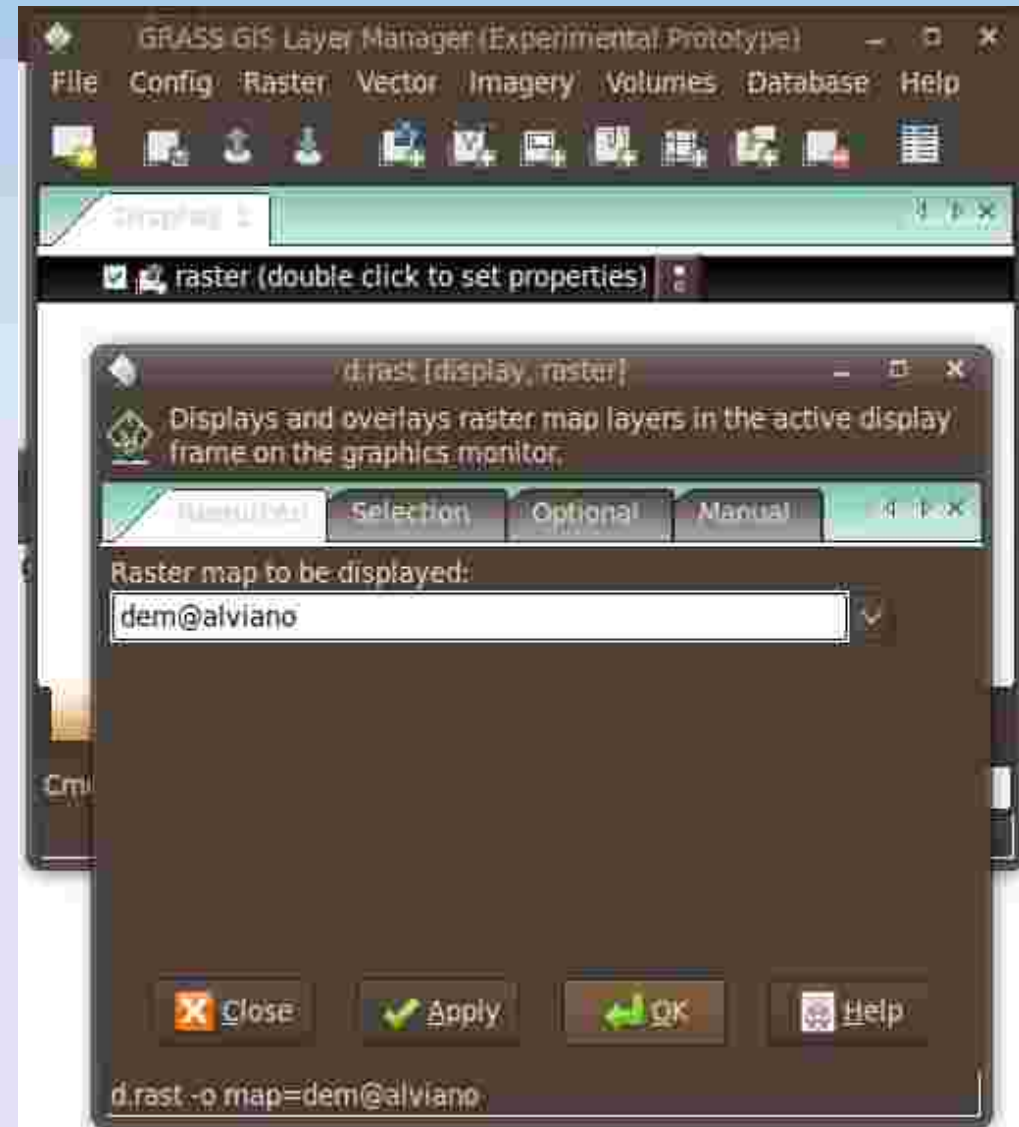 GRASS GIS Layer Manager (Experimental Prototype)
File Config Raster Vector Imagery Volumes Database Help
Display 1
raster (double click to set properties)
d.rast [display, raster]
Displays and overlays raster map layers in the active display
frame on the graphics monitor.
Selection Optional Manual
Raster map to be displayed:
dem@alviano
Close Apply OK Help
d.rast -o map=dem@alviano